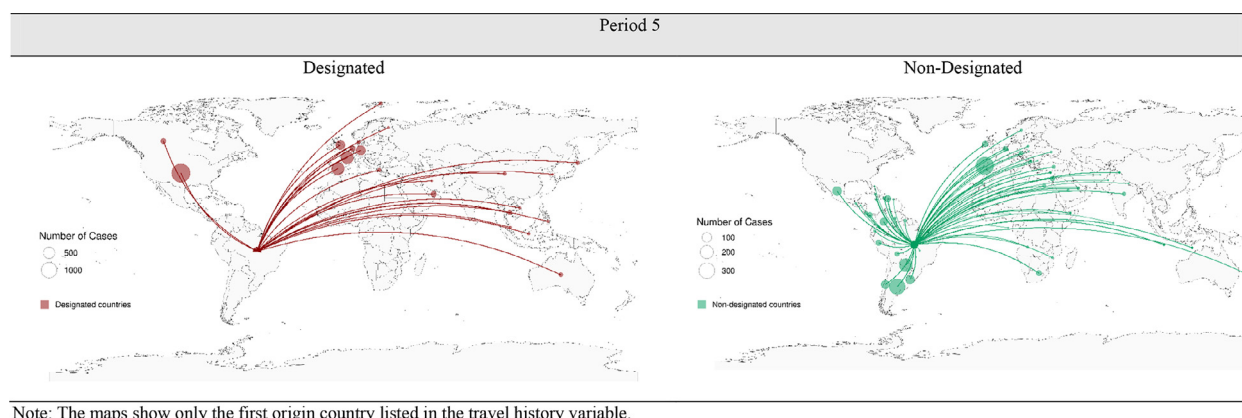 Period 5
Designated
Non-Designated
Number of Cases
500
1000
Designated countries
Number of Cases
100
200
300
Non-designated countries
Note: The maps show only the first origin country listed in the travel history variable.